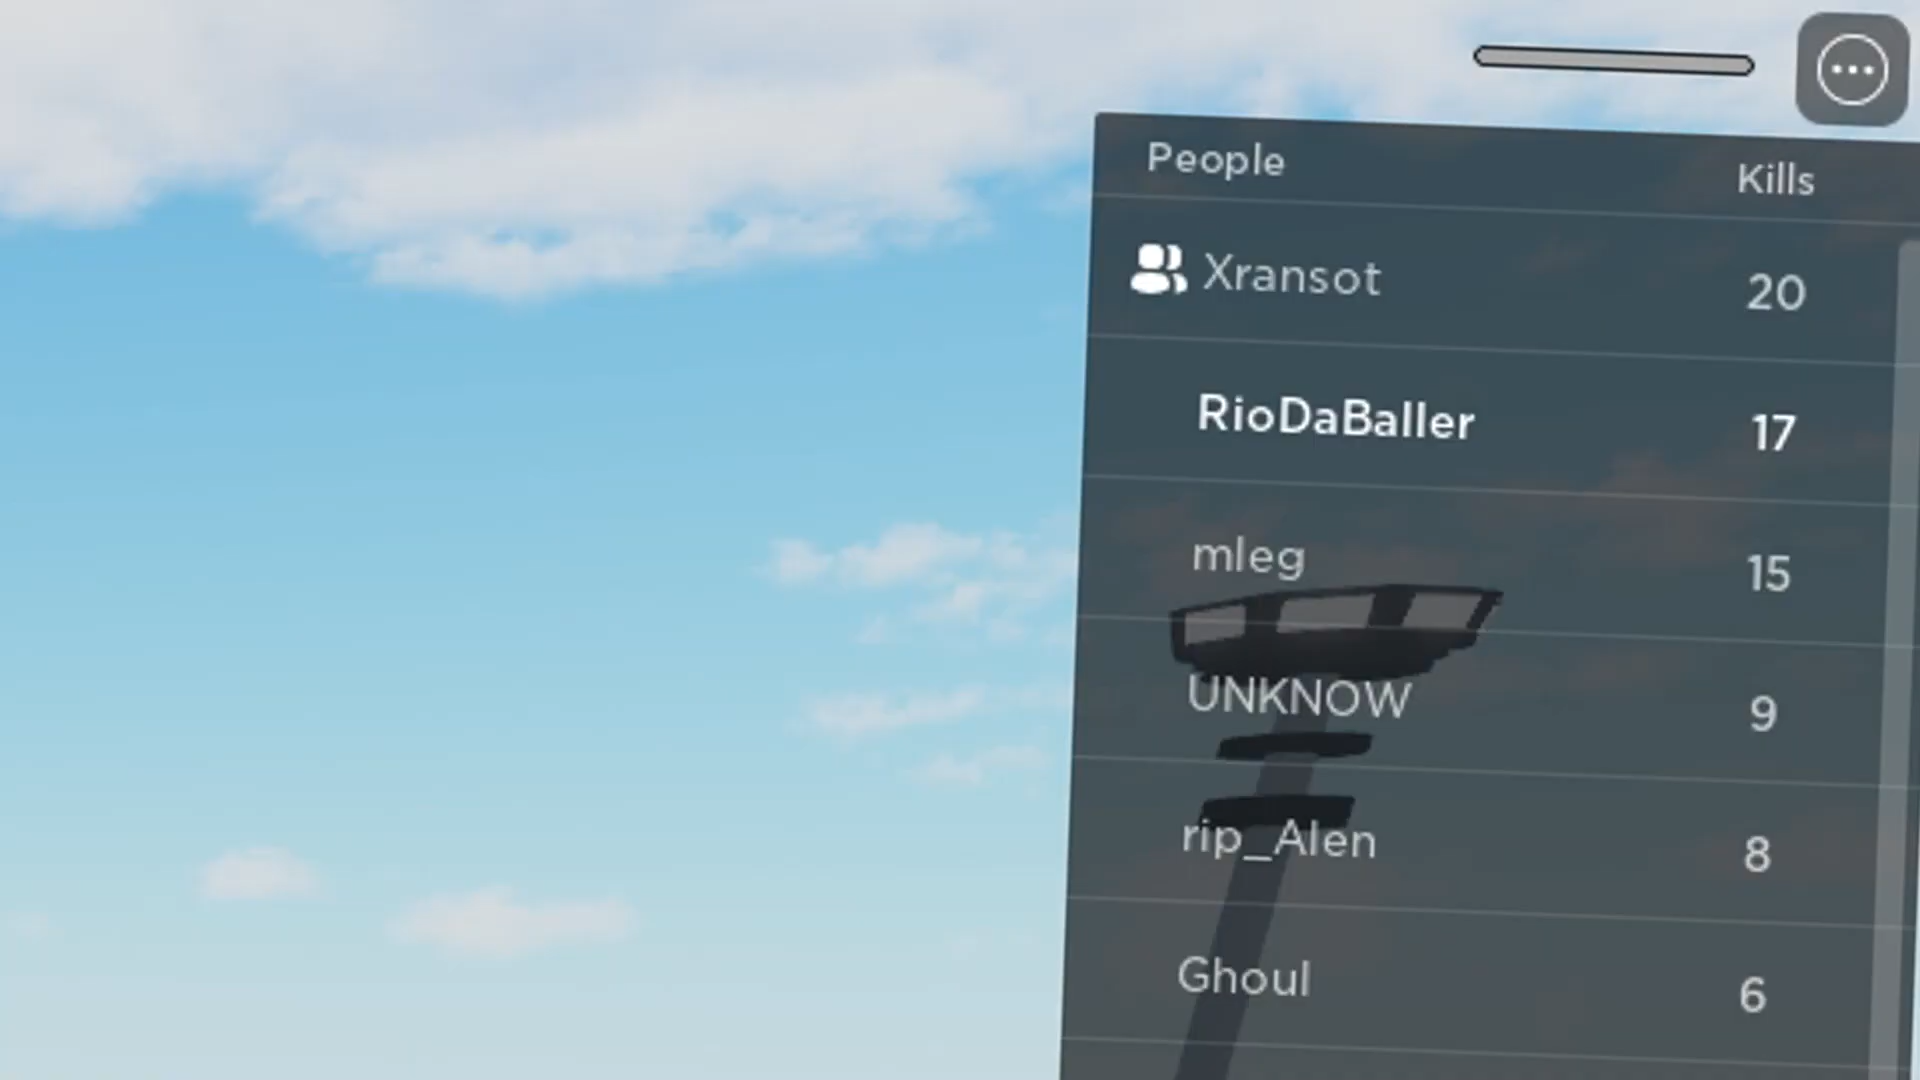 People Kills
Xransot 20
RioDaBaller 17
mleg 15
UNKNOW 9
rip_Alen 8
Ghoul 6